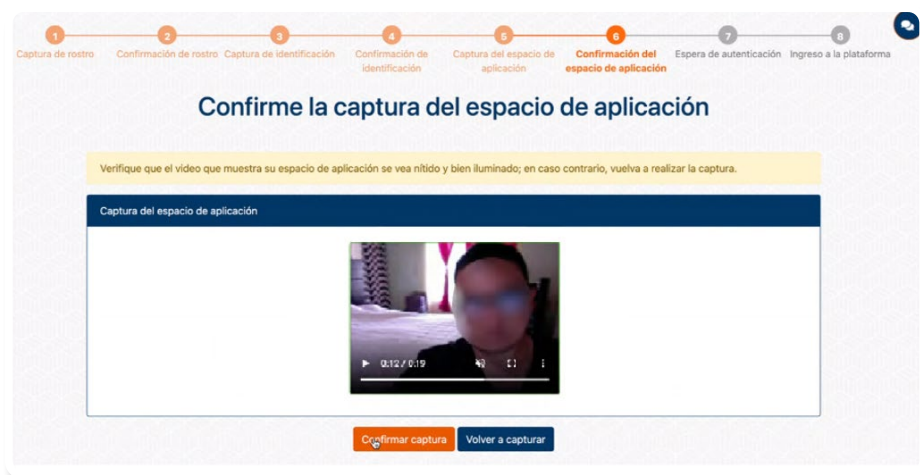 1 2 3 4 5 6 7 8
Captura de rostro Confirmación de rostro Captura de identificación Confirmación de identificación Captura del espacio de aplicación Confirmación del espacio de aplicación Espera de autenticación Ingreso a la plataforma
Confirme la captura del espacio de aplicación
Verifique que el video que muestra su espacio de aplicación se vea nítido y bien iluminado; en caso contrario, vuelva a realizar la captura.
Captura del espacio de aplicación
0:12 / 0:19
Confirmar captura Volver a capturar